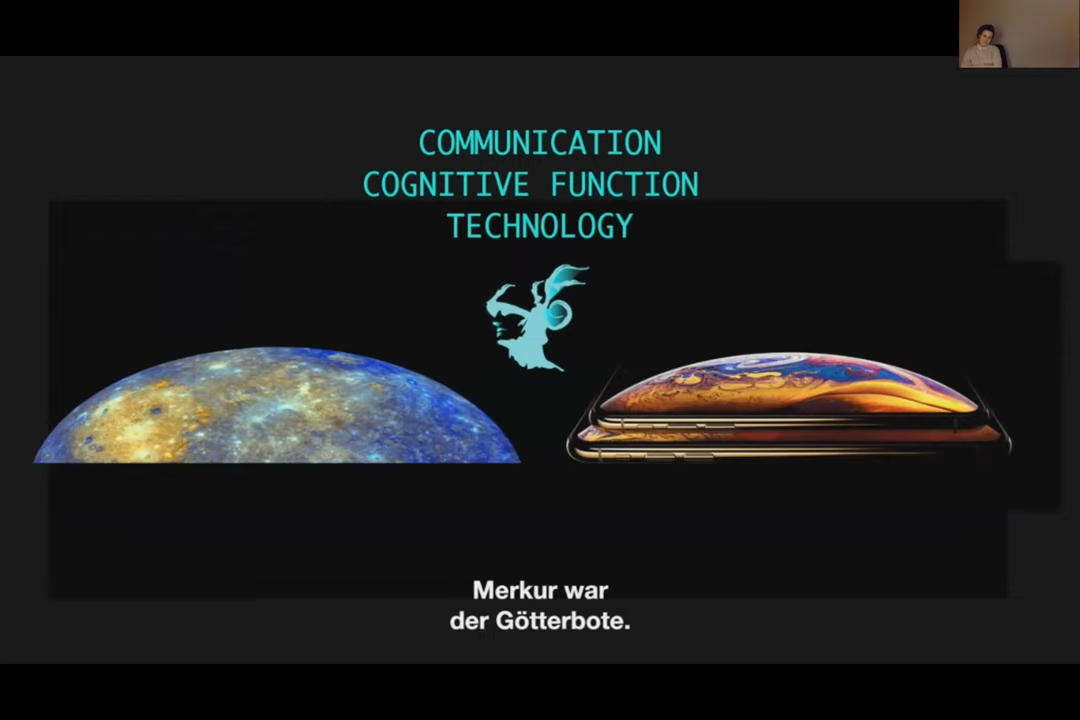 COMMUNICATION
COGNITIVE FUNCTION
TECHNOLOGY
Merkur war
der Götterbote.